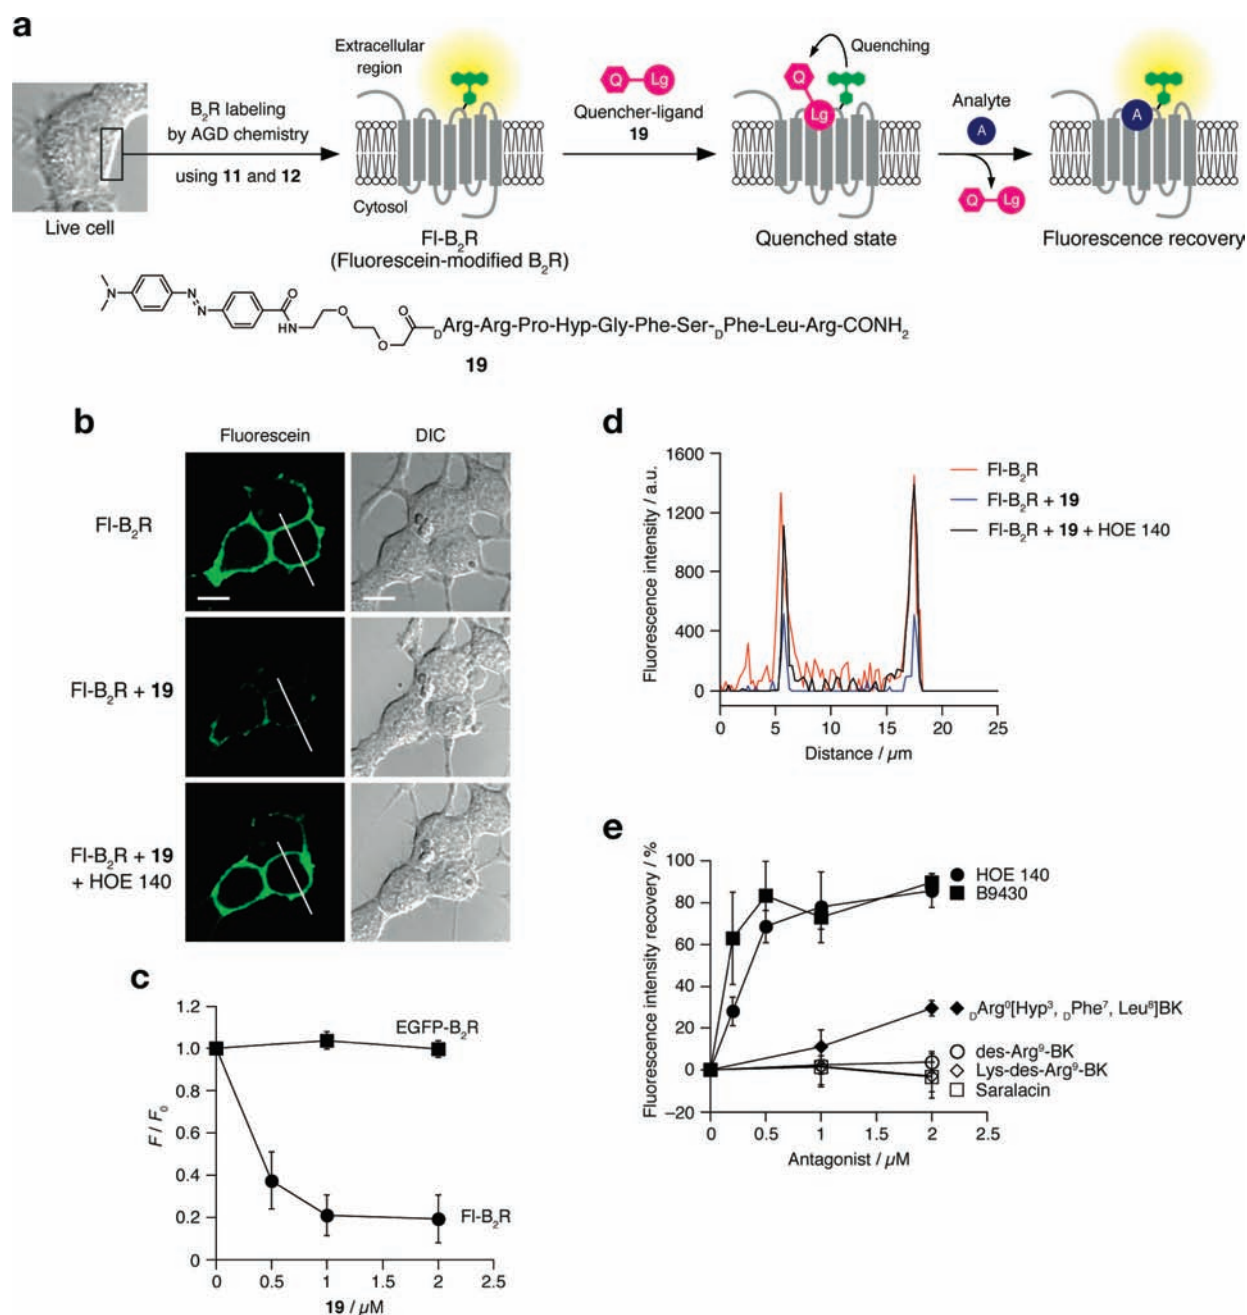 a
Extracellular
region
B₂R labeling
by AGD chemistry
using 11 and 12
Live cell
Cytosol
Fl-B₂R
(Fluorescein-modified B₂R)
Q
Lg
Quencher-ligand
19
Q
Lg
Quenching
Quenched state
Analyte
A
Q
Lg
A
Fluorescence recovery
N
N
N
O
NH
O
O
O
DArg-Arg-Pro-Hyp-Gly-Phe-Ser-DPhe-Leu-Arg-CONH₂
19
b
Fluorescein
DIC
Fl-B₂R
Fl-B₂R + 19
Fl-B₂R + 19
+ HOE 140
c
1.2
1.0
0.8
0.6
0.4
0.2
0
F / F₀
EGFP-B₂R
Fl-B₂R
0
0.5
1
1.5
2
2.5
19 / μM
d
1600
1200
800
400
0
Fluorescence intensity / a.u.
Fl-B₂R
Fl-B₂R + 19
Fl-B₂R + 19 + HOE 140
0
5
10
15
20
25
Distance / μm
e
100
80
60
40
20
0
−20
Fluorescence intensity recovery / %
HOE 140
B9430
DArg⁰[Hyp³, DPhe⁷, Leu⁸]BK
des-Arg⁹-BK
Lys-des-Arg⁹-BK
Saralacin
0
0.5
1
1.5
2
2.5
Antagonist / μM